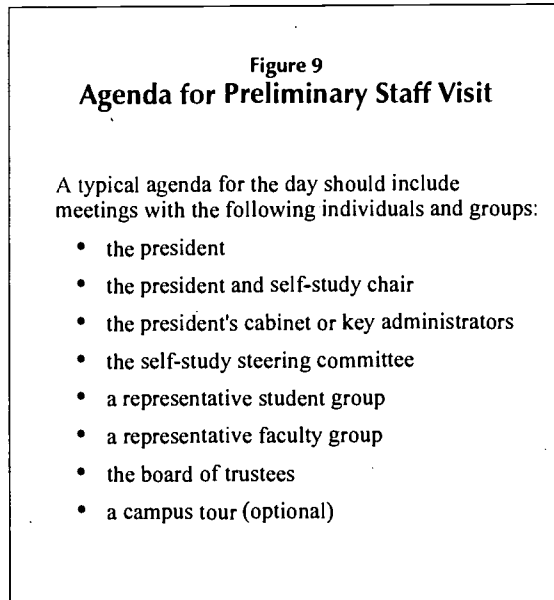 Figure 9
Agenda for Preliminary Staff Visit
A typical agenda for the day should include
meetings with the following individuals and groups:
• the president
• the president and self-study chair
• the president's cabinet or key administrators
• the self-study steering committee
• a representative student group
• a representative faculty group
• the board of trustees
• a campus tour (optional)